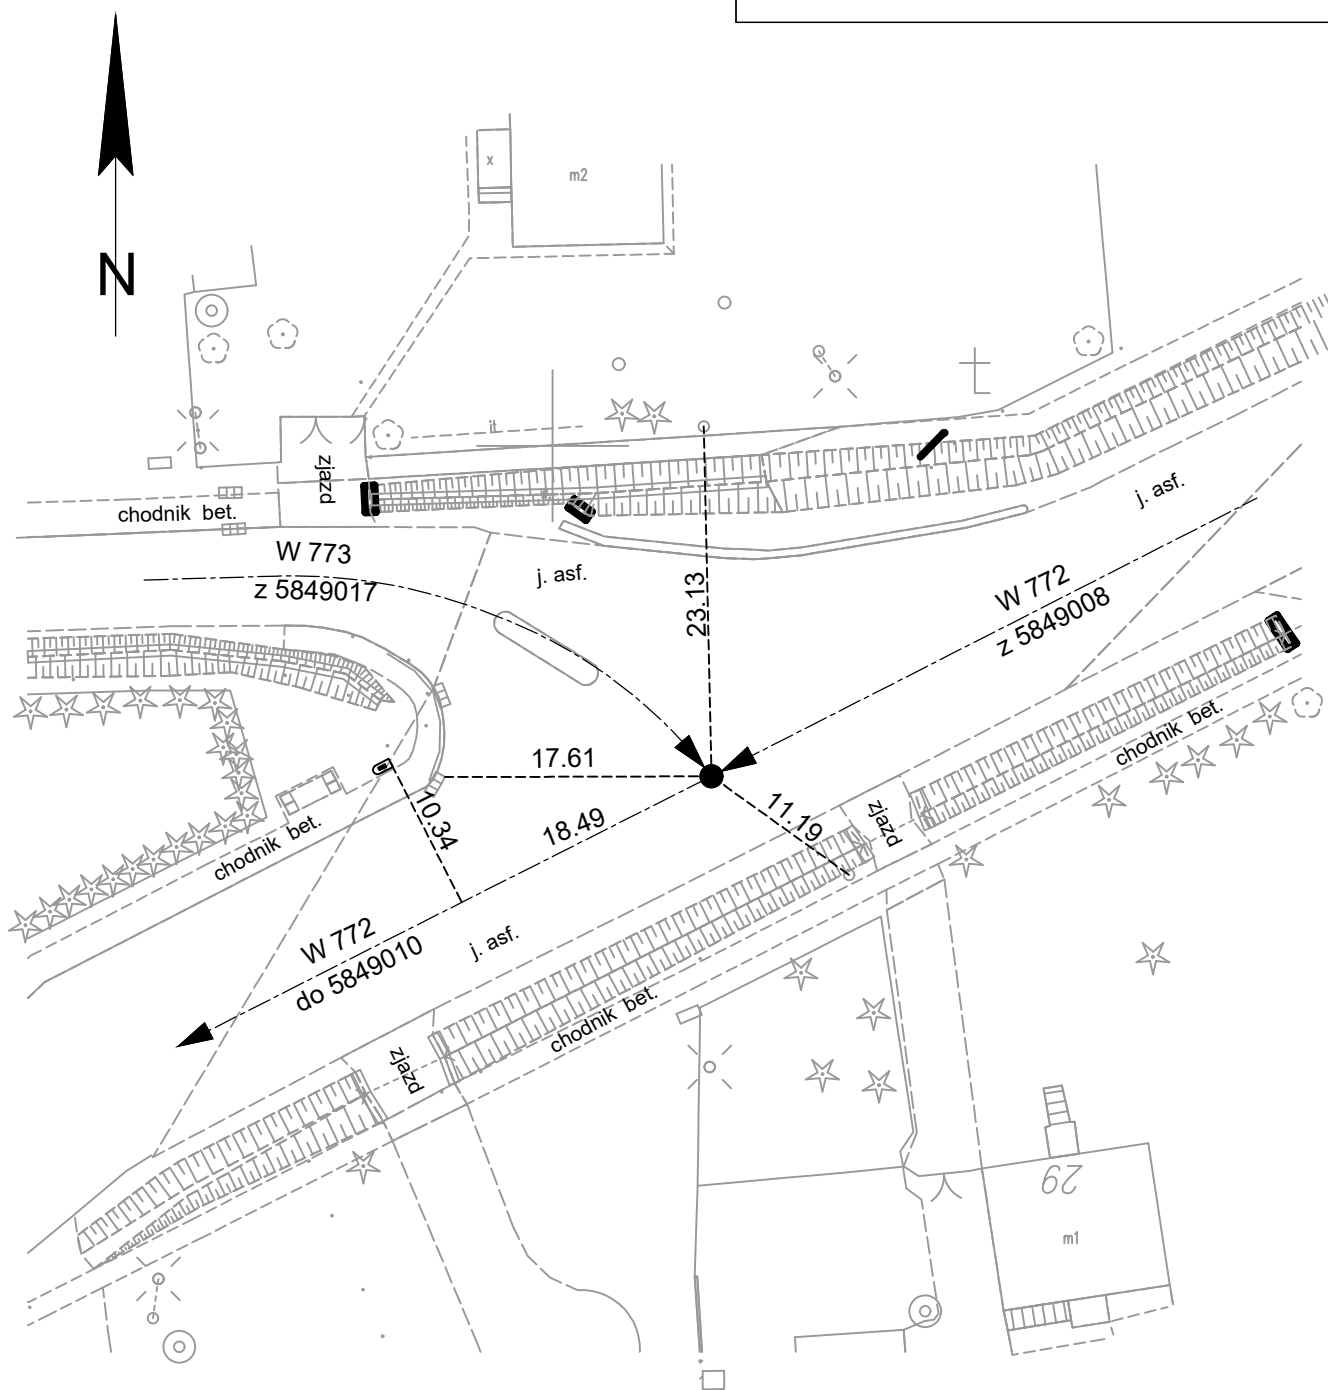 x
m2
N
it
zjazd
chodnik bet.
W 773
z 5849017
j. asf.
23.13
W 772
z 5849008
j. asf.
chodnik bet.
17.61
10.34
18.49
11.19
zjazd
chodnik bet.
W 772
do 5849010
j. asf.
chodnik bet.
zjazd
29
m1